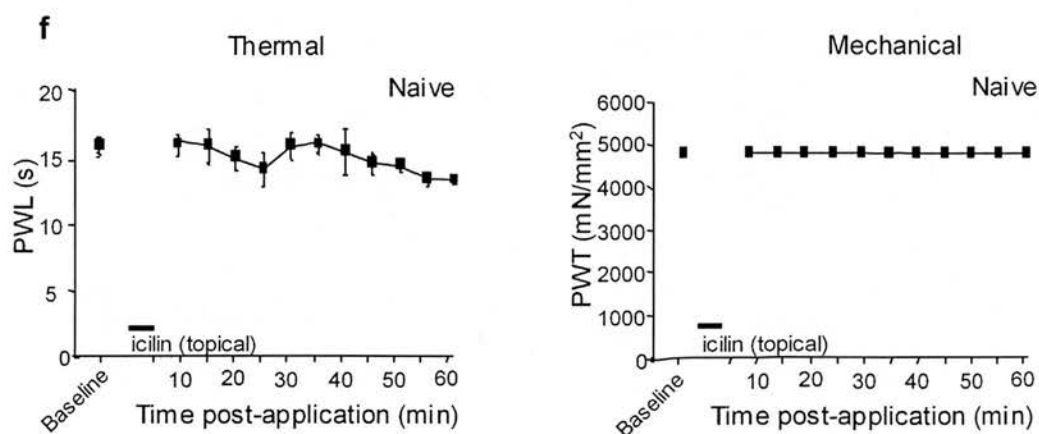 f
Thermal
Naive
20
15
10
5
0
PWL (s)
icilin (topical)
Baseline
10 20 30 40 50 60
Time post-application (min)
Mechanical
Naive
6000
5000
4000
3000
2000
1000
0
PWT (mN/mm²)
icilin (topical)
Baseline
10 20 30 40 50 60
Time post-application (min)